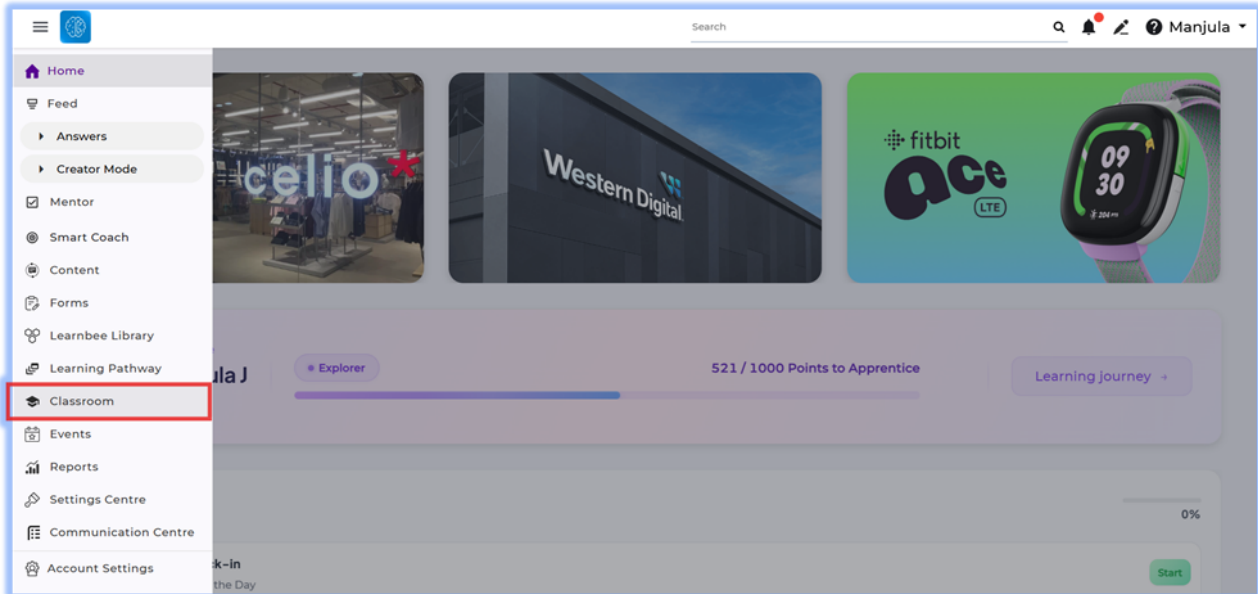 Search
Manjula
Home
Feed
Answers
Creator Mode
Mentor
Smart Coach
Content
Forms
Learnbee Library
Learning Pathway
Classroom
Events
Reports
Settings Centre
Communication Centre
Account Settings
celio*
Western Digital
fitbit
ace
LTE
09
30
ula J
Explorer
521 / 1000 Points to Apprentice
Learning journey →
0%
k-in
the Day
Start